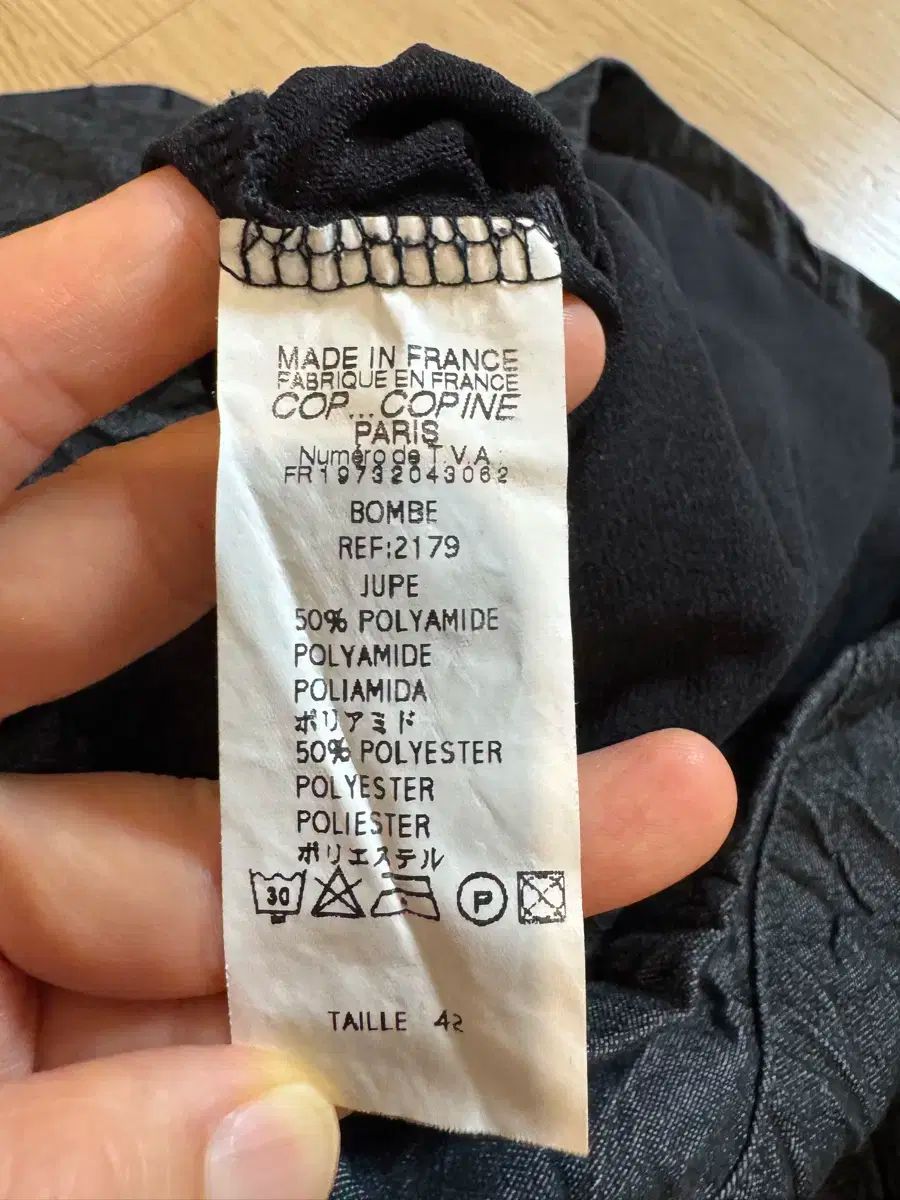 MADE IN FRANCE
FABRIQUE EN FRANCE
COP...COPINE
PARIS
Numéro de T.V.A :
FR19732043062
BOMBE
REF:2179
JUPE
50% POLYAMIDE
POLYAMIDE
POLIAMIDA
ポリアミド
50% POLYESTER
POLYESTER
POLIESTER
ポリエステル
30 P
TAILLE 42